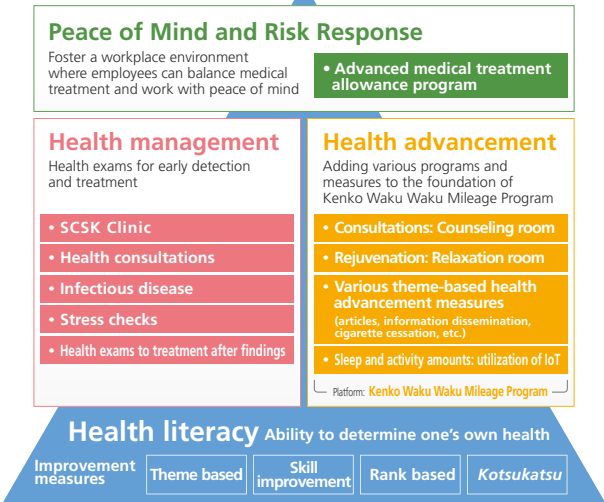 Peace of Mind and Risk Response
Foster a workplace environment
where employees can balance medical
treatment and work with peace of mind
• Advanced medical treatment
allowance program
Health management
Health exams for early detection
and treatment
• SCSK Clinic
• Health consultations
• Infectious disease
• Stress checks
• Health exams to treatment after findings
Health advancement
Adding various programs and
measures to the foundation of
Kenko Waku Waku Mileage Program
• Consultations: Counseling room
• Rejuvenation: Relaxation room
• Various theme-based health
advancement measures
(articles, information dissemination,
cigarette cessation, etc.)
• Sleep and activity amounts: utilization of IoT
Platform: Kenko Waku Waku Mileage Program
Health literacy Ability to determine one's own health
Improvement
measures
Theme based
Skill
improvement
Rank based
Kotsukatsu